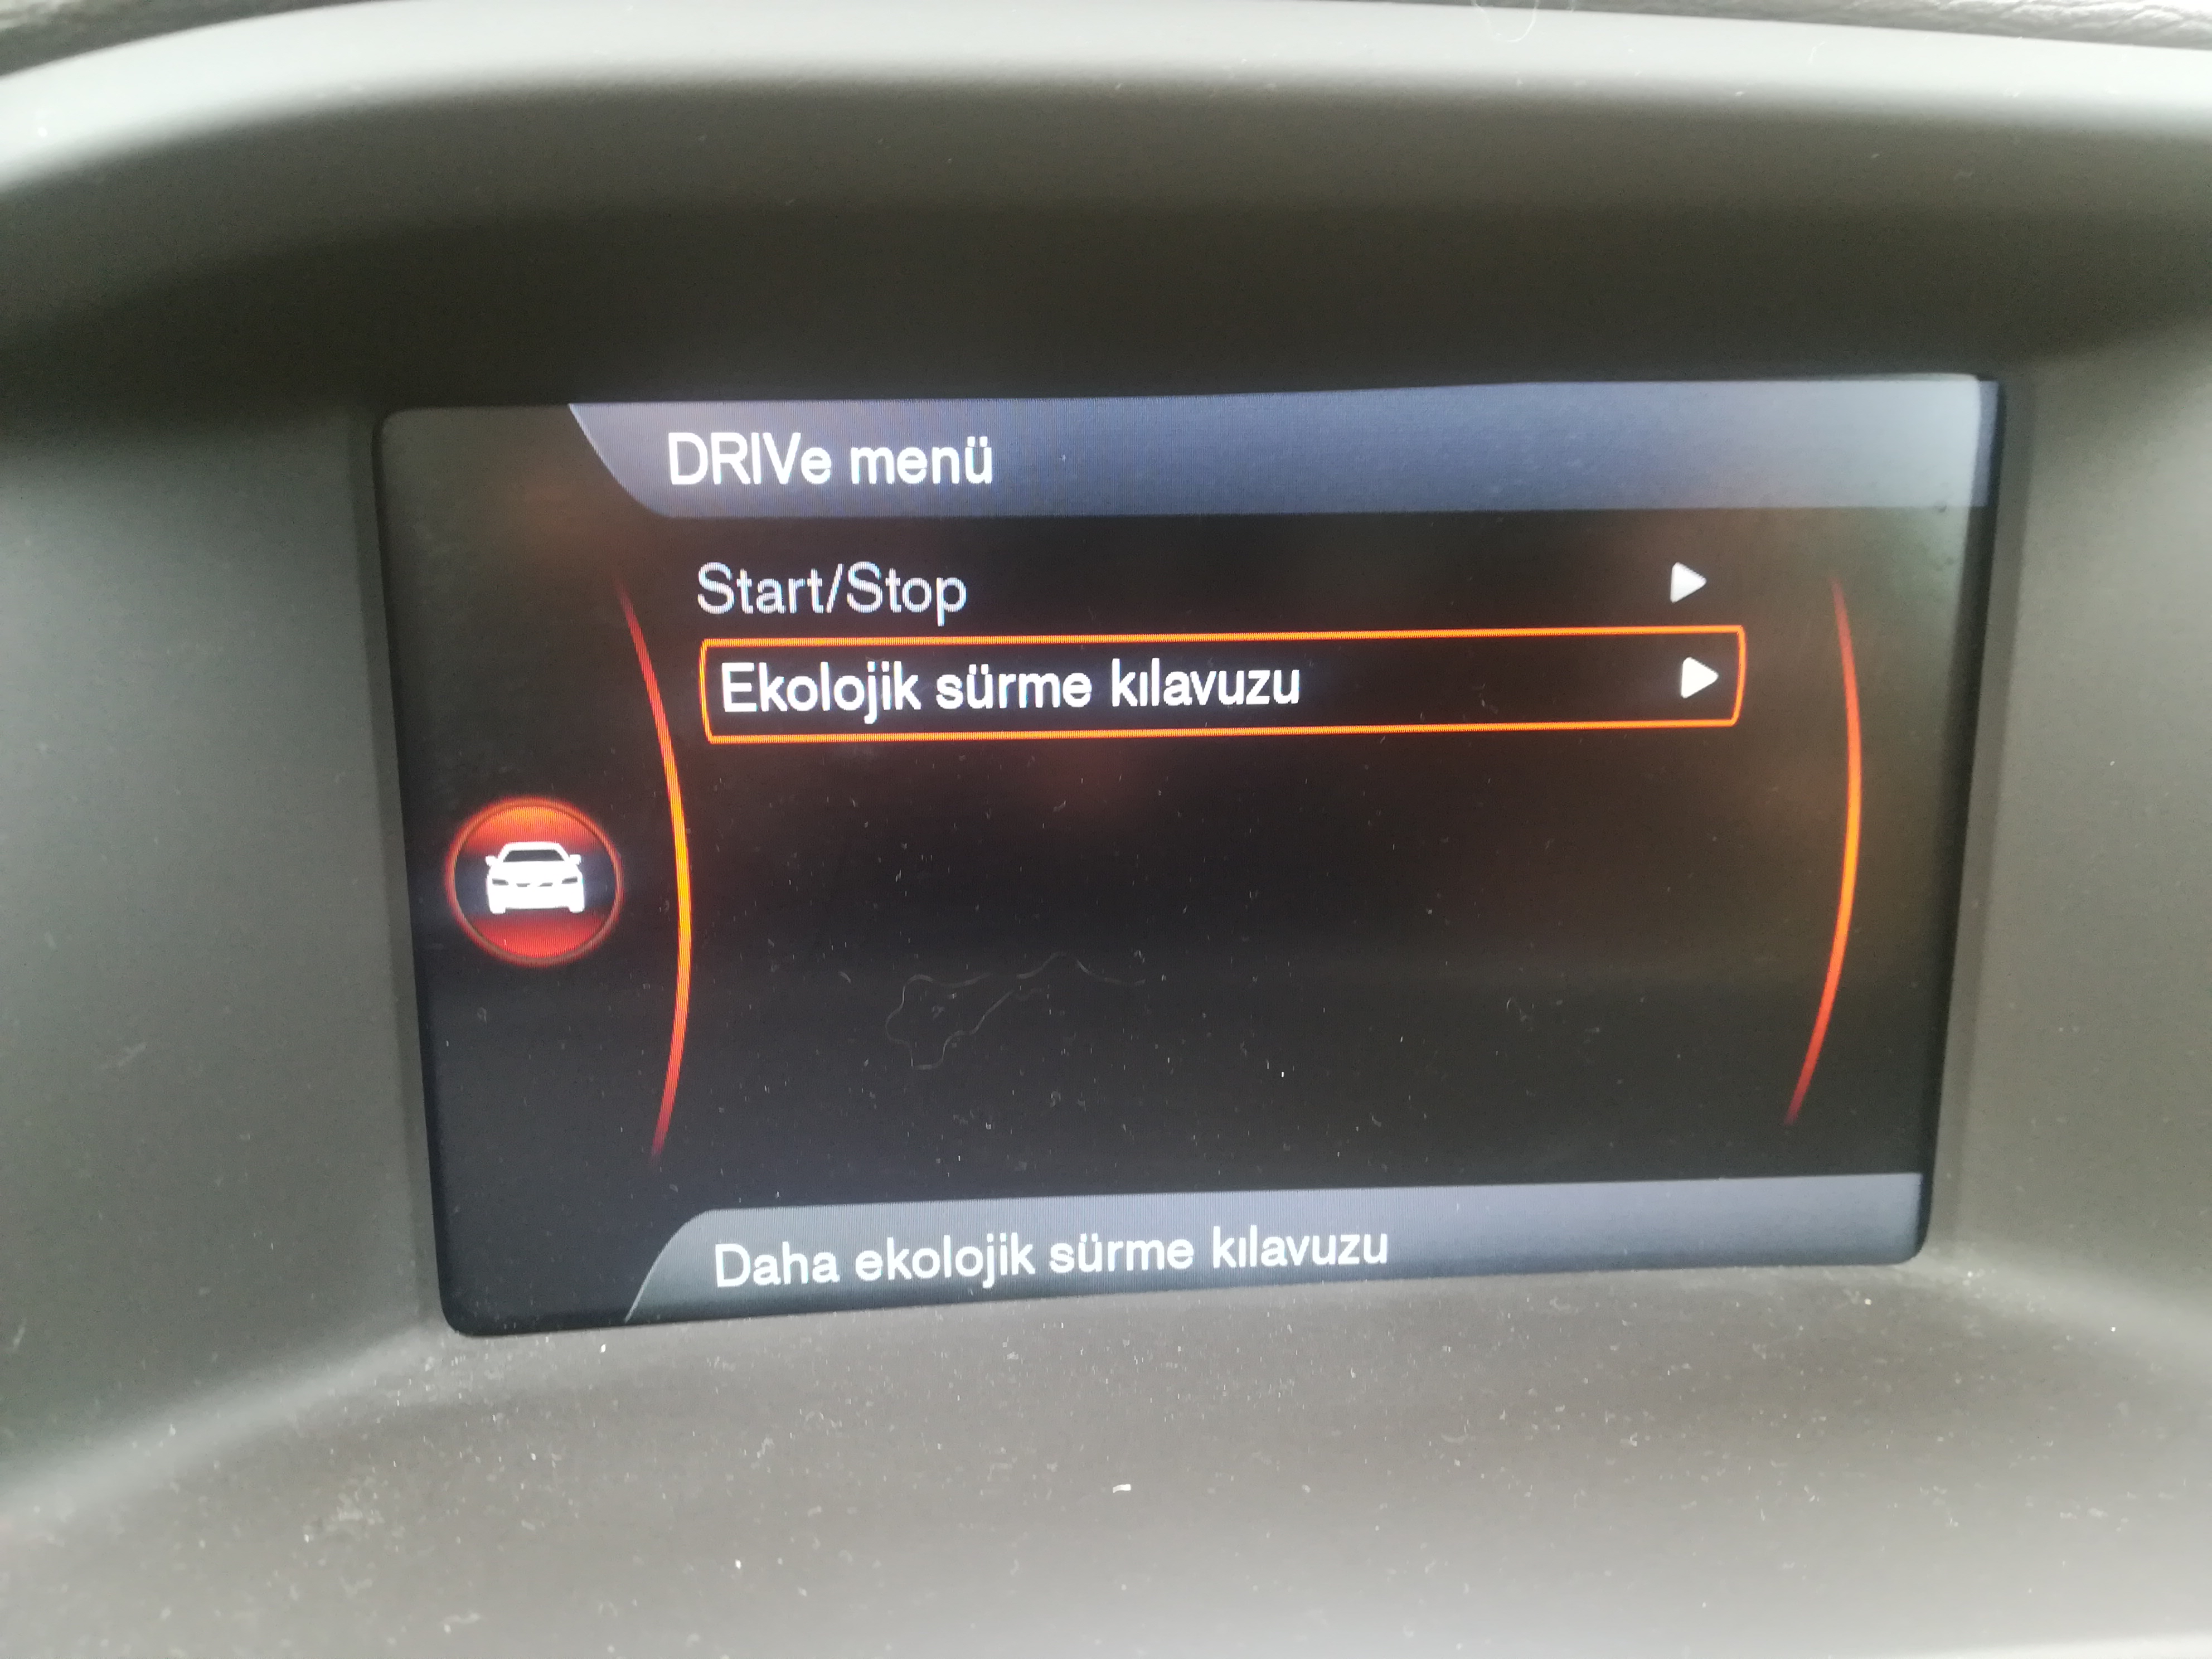 DRIVe menü
Start/Stop
Ekolojik sürme kılavuzu
Daha ekolojik sürme kılavuzu